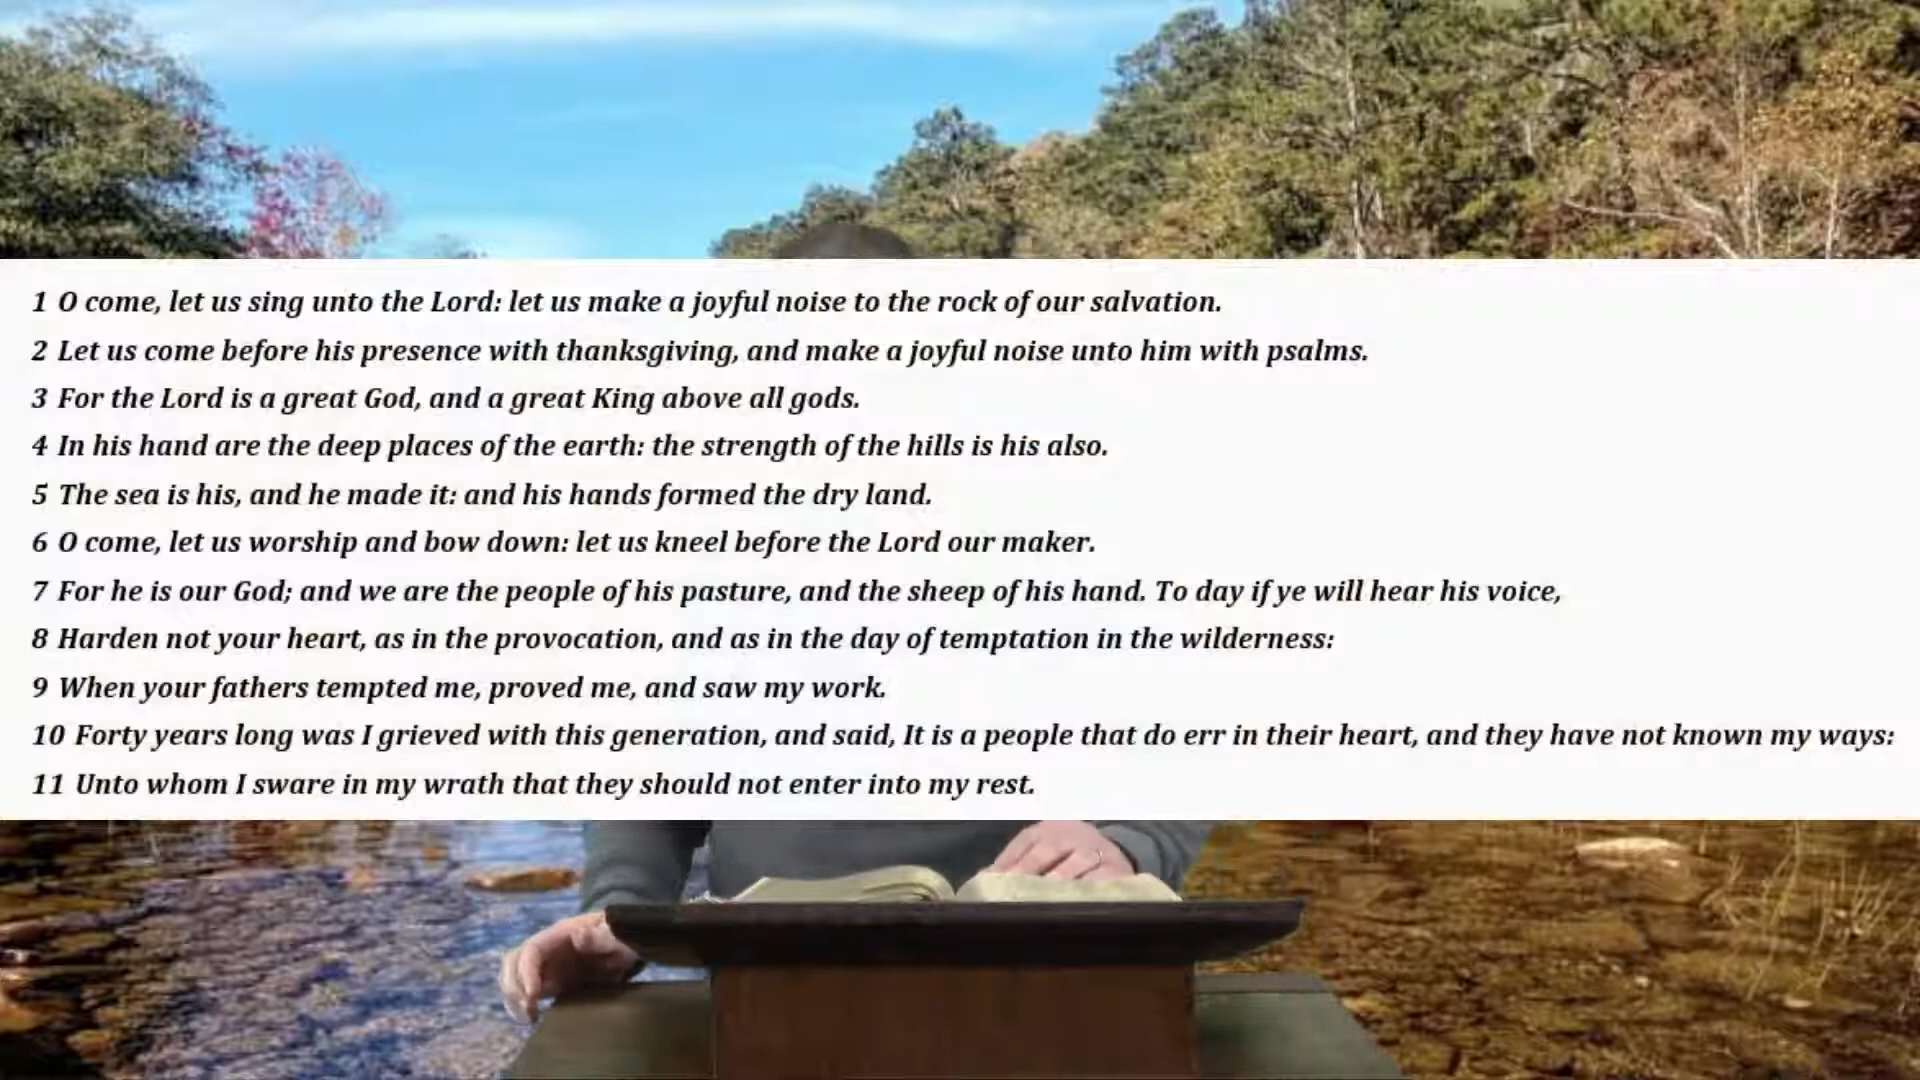 1 O come, let us sing unto the Lord: let us make a joyful noise to the rock of our salvation.
2 Let us come before his presence with thanksgiving, and make a joyful noise unto him with psalms.
3 For the Lord is a great God, and a great King above all gods.
4 In his hand are the deep places of the earth: the strength of the hills is his also.
5 The sea is his, and he made it: and his hands formed the dry land.
6 O come, let us worship and bow down: let us kneel before the Lord our maker.
7 For he is our God; and we are the people of his pasture, and the sheep of his hand. To day if ye will hear his voice,
8 Harden not your heart, as in the provocation, and as in the day of temptation in the wilderness:
9 When your fathers tempted me, proved me, and saw my work.
10 Forty years long was I grieved with this generation, and said, It is a people that do err in their heart, and they have not known my ways:
11 Unto whom I sware in my wrath that they should not enter into my rest.